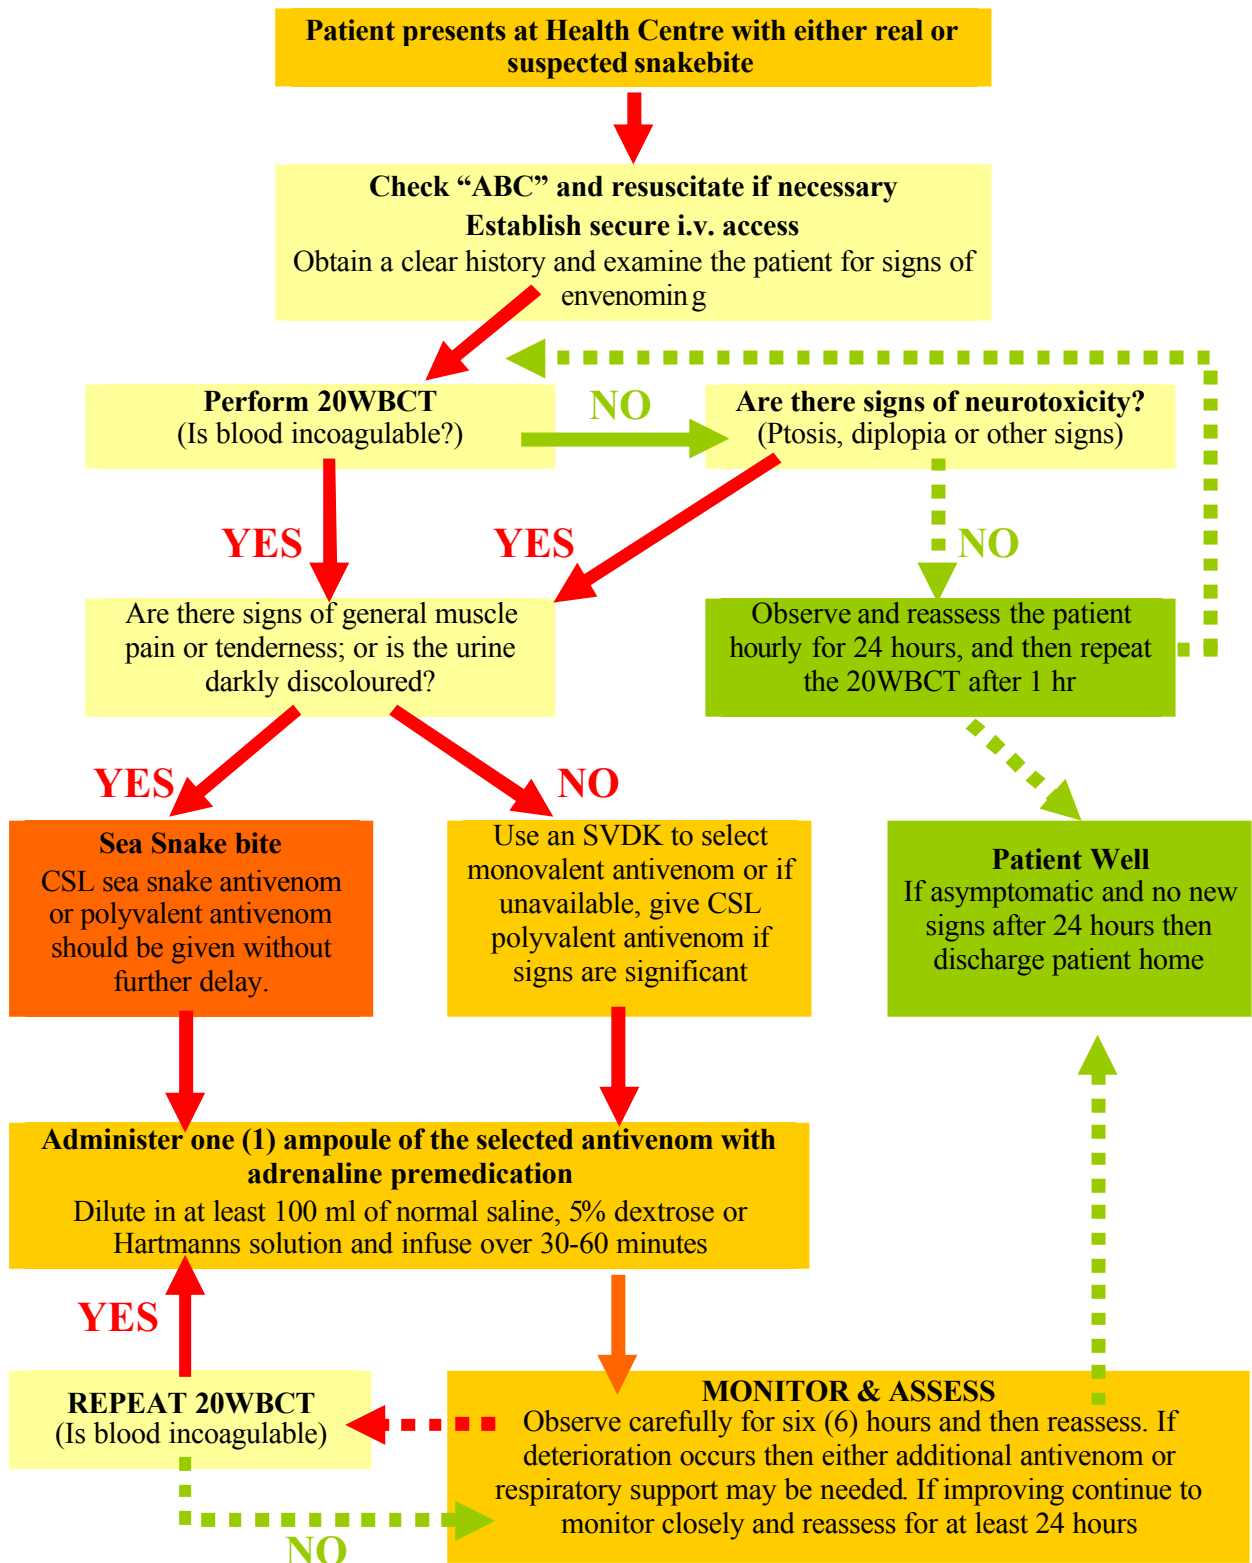 Patient presents at Health Centre with either real or
suspected snakebite
Check “ABC” and resuscitate if necessary
Establish secure i.v. access
Obtain a clear history and examine the patient for signs of
envenoming
Perform 20WBCT
(Is blood incoagulable?)
NO
Are there signs of neurotoxicity?
(Ptosis, diplopia or other signs)
YES
YES
NO
Are there signs of general muscle
pain or tenderness; or is the urine
darkly discoloured?
Observe and reassess the patient
hourly for 24 hours, and then repeat
the 20WBCT after 1 hr
YES
NO
Sea Snake bite
CSL sea snake antivenom
or polyvalent antivenom
should be given without
further delay.
Use an SVDK to select
monovalent antivenom or if
unavailable, give CSL
polyvalent antivenom if
signs are significant
Patient Well
If asymptomatic and no new
signs after 24 hours then
discharge patient home
Administer one (1) ampoule of the selected antivenom with
adrenaline premedication
Dilute in at least 100 ml of normal saline, 5% dextrose or
Hartmanns solution and infuse over 30-60 minutes
YES
REPEAT 20WBCT
(Is blood incoagulable)
MONITOR & ASSESS
Observe carefully for six (6) hours and then reassess. If
deterioration occurs then either additional antivenom or
respiratory support may be needed. If improving continue to
monitor closely and reassess for at least 24 hours
NO